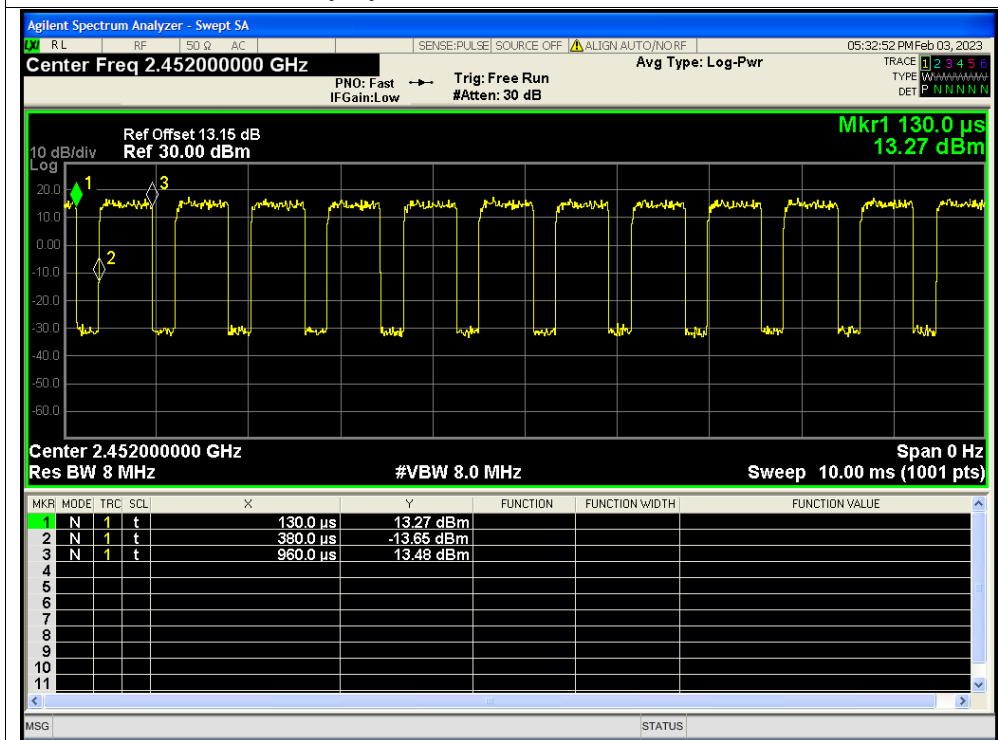 Agilent Spectrum Analyzer - Swept SA
LXI RL RF 50 Ω AC SENSE:PULSE SOURCE OFF ALIGN AUTO/NO RF 05:32:52 PM Feb 03, 2023
Center Freq 2.452000000 GHz
PNO: Fast
IFGain:Low
Trig: Free Run
#Atten: 30 dB
Avg Type: Log-Pwr
TRACE 1 2 3 4 5 6
TYPE W
DET P N N N N N
Mkr1 130.0 µs
13.27 dBm
Ref Offset 13.15 dB
10 dB/div Ref 30.00 dBm
Log
20.0
10.0
0.00
-10.0
-20.0
-30.0
-40.0
-50.0
-60.0
1
2
3
Center 2.452000000 GHz Span 0 Hz
Res BW 8 MHz #VBW 8.0 MHz Sweep 10.00 ms (1001 pts)
MKR MODE TRC SCL X Y FUNCTION FUNCTION WIDTH FUNCTION VALUE
1 N 1 t 130.0 µs 13.27 dBm
2 N 1 t 380.0 µs -13.65 dBm
3 N 1 t 960.0 µs 13.48 dBm
4
5
6
7
8
9
10
11
MSG STATUS